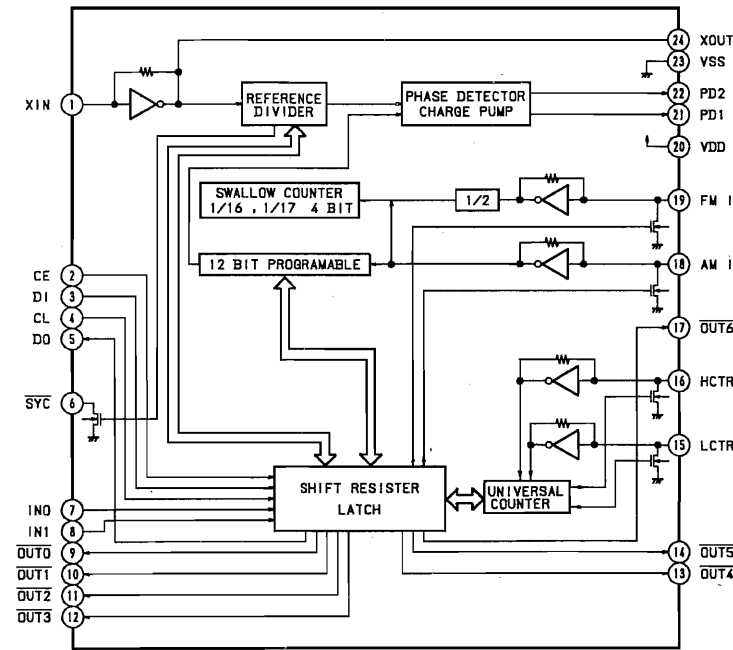 24 XOUT
23 VSS
XIN 1
REFERENCE
DIVIDER
PHASE DETECTOR
CHARGE PUMP
22 PD2
21 PD1
20 VDD
SWALLOW COUNTER
1/16 , 1/17 4 BIT
1/2
19 FM I
12 BIT PROGRAMABLE
18 AM I
CE 2
DI 3
CL 4
DO 5
17 OUT6
16 HCTR
SYC 6
15 LCTR
SHIFT RESISTER
LATCH
UNIVERSAL
COUNTER
IN0 7
IN1 8
OUT0 9
OUT1 10
OUT2 11
OUT3 12
14 OUT5
13 OUT4